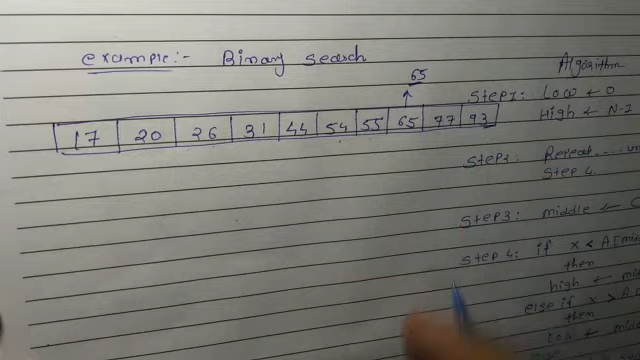 example:- Binary search
65
17 20 26 31 44 54 55 65 77 93
Algorithm
Step1: Low ← 0
High ← N-1
Step2: Repeat....
Step 4
Step3: middle ←
Step 4: if x <
then
high ←
else if x >
then
low ←